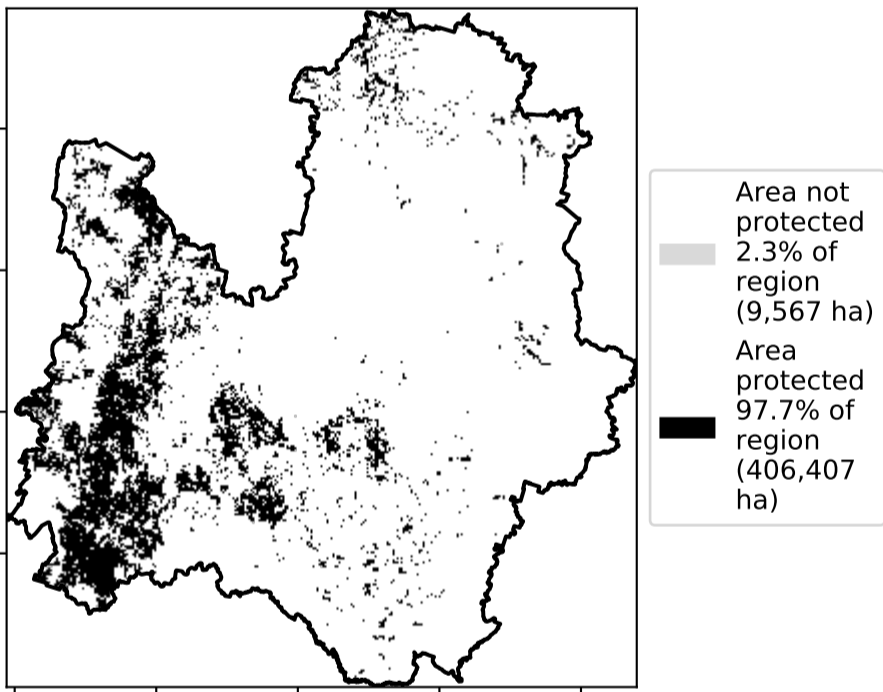 Area not
protected
2.3% of
region
(9,567 ha)
Area
protected
97.7% of
region
(406,407
ha)